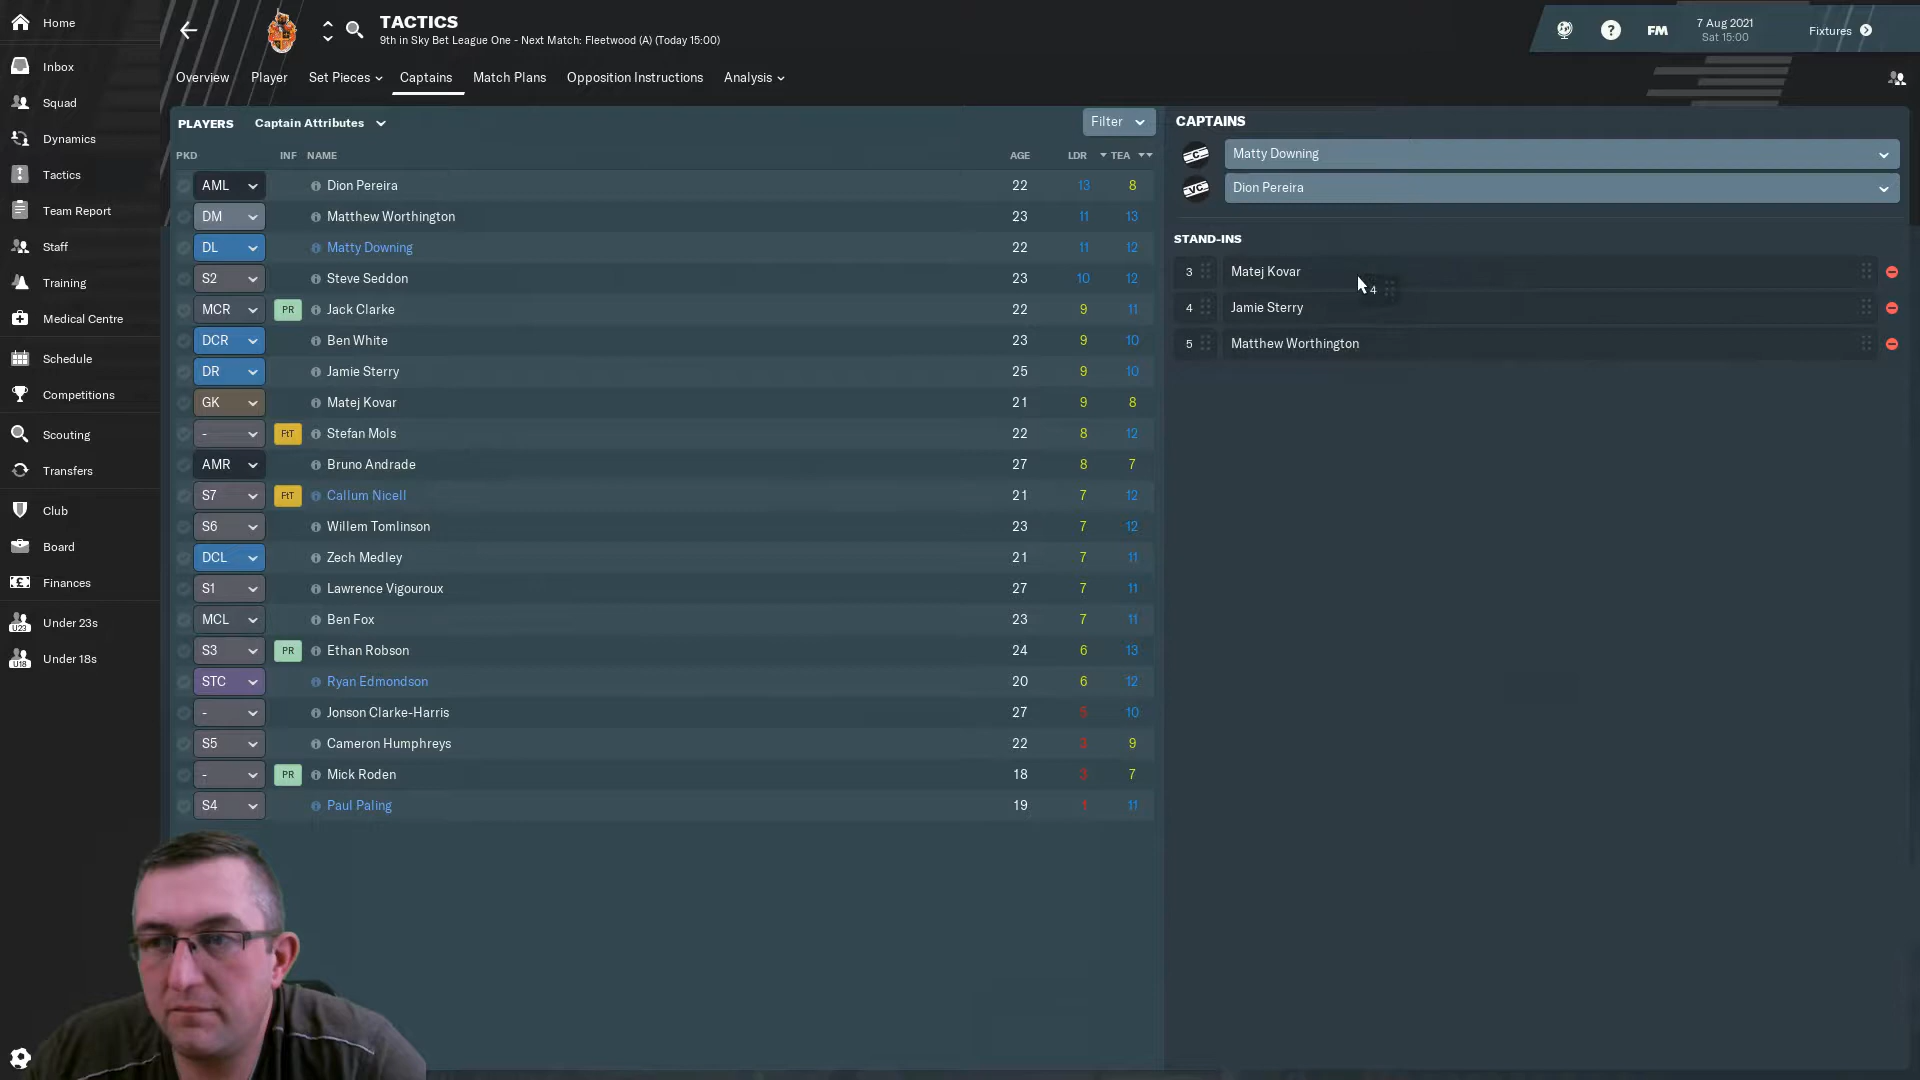 Home
TACTICS
9th in Sky Bet League One - Next Match: Fleetwood (A) (Today 15:00)
FM
7 Aug 2021
Sat 15:00
Fixtures
Overview
Player
Set Pieces
Captains
Match Plans
Opposition Instructions
Analysis
Inbox
Squad
Dynamics
Tactics
Team Report
Staff
Training
Medical Centre
Schedule
Competitions
Scouting
Transfers
Club
Board
Finances
U23 Under 23s
U18 Under 18s
PLAYERS Captain Attributes Filter
PKD INF NAME AGE LDR TEA
AML Dion Pereira 22 13 8
DM Matthew Worthington 23 11 13
DL Matty Downing 22 11 12
S2 Steve Seddon 23 10 12
MCR PR Jack Clarke 22 9 11
DCR Ben White 23 9 10
DR Jamie Sterry 25 9 10
GK Matej Kovar 21 9 8
- FtT Stefan Mols 22 8 12
AMR Bruno Andrade 27 8 7
S7 FtT Callum Nicell 21 7 12
S6 Willem Tomlinson 23 7 12
DCL Zech Medley 21 7 11
S1 Lawrence Vigouroux 27 7 11
MCL Ben Fox 23 7 11
S3 PR Ethan Robson 24 6 13
STC Ryan Edmondson 20 6 12
- Jonson Clarke-Harris 27 5 10
S5 Cameron Humphreys 22 3 9
- PR Mick Roden 18 3 7
S4 Paul Paling 19 1 11
CAPTAINS
C Matty Downing
VC Dion Pereira
STAND-INS
3 Matej Kovar
4
4 Jamie Sterry
5 Matthew Worthington